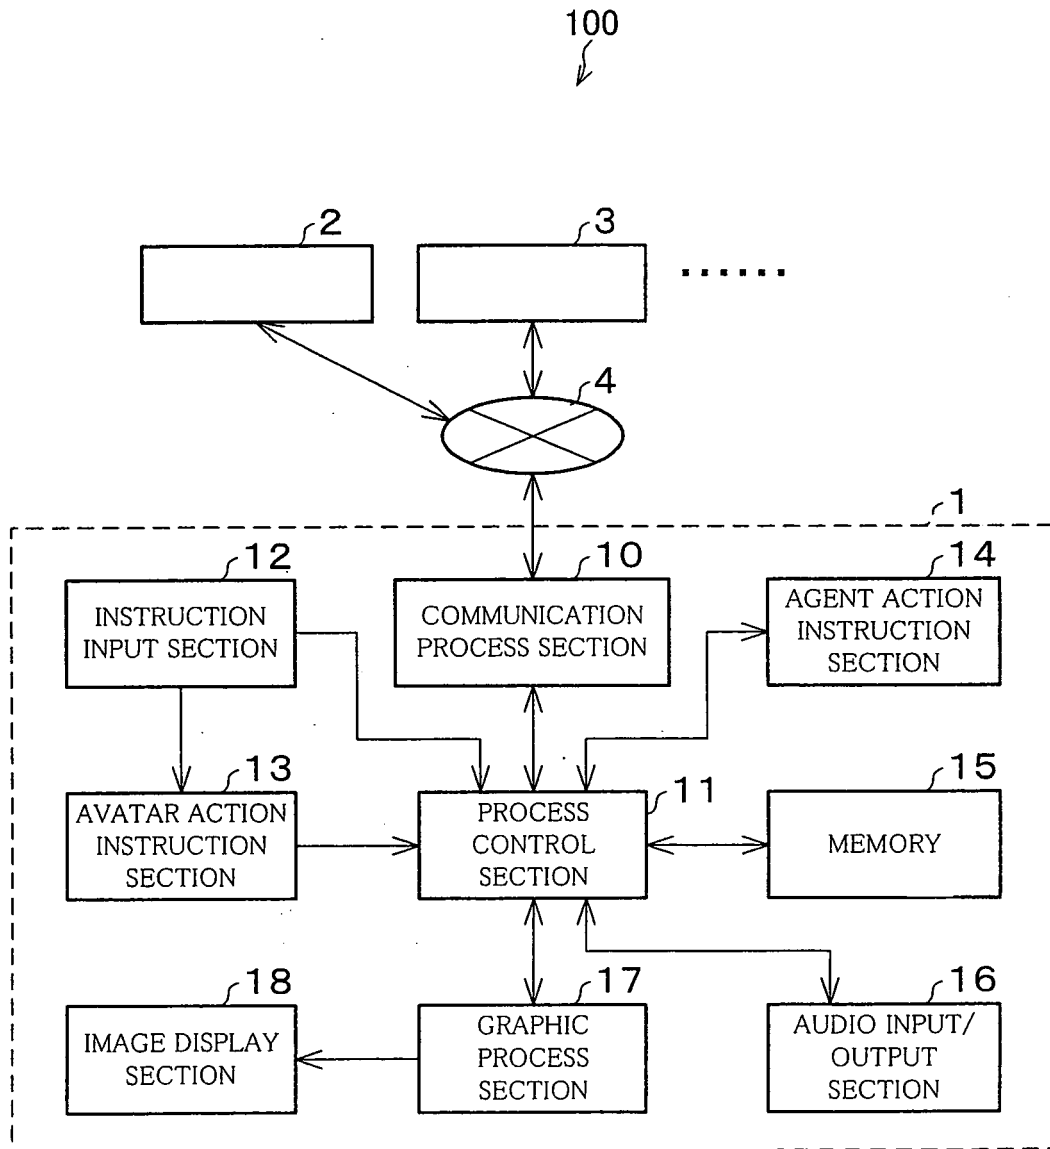 100
2
3
4
1
12
10
14
INSTRUCTION
INPUT SECTION
COMMUNICATION
PROCESS SECTION
AGENT ACTION
INSTRUCTION
SECTION
13
11
15
AVATAR ACTION
INSTRUCTION
SECTION
PROCESS
CONTROL
SECTION
MEMORY
18
17
16
IMAGE DISPLAY
SECTION
GRAPHIC
PROCESS
SECTION
AUDIO INPUT/
OUTPUT
SECTION